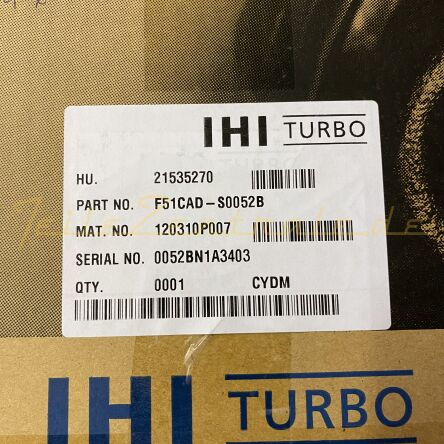 IHI TURBO
HU. 21535270
PART NO. F51CAD-S0052B
MAT. NO. 120310P007
SERIAL NO. 0052BN1A3403
QTY. 0001 CYDM
IHI TURBO